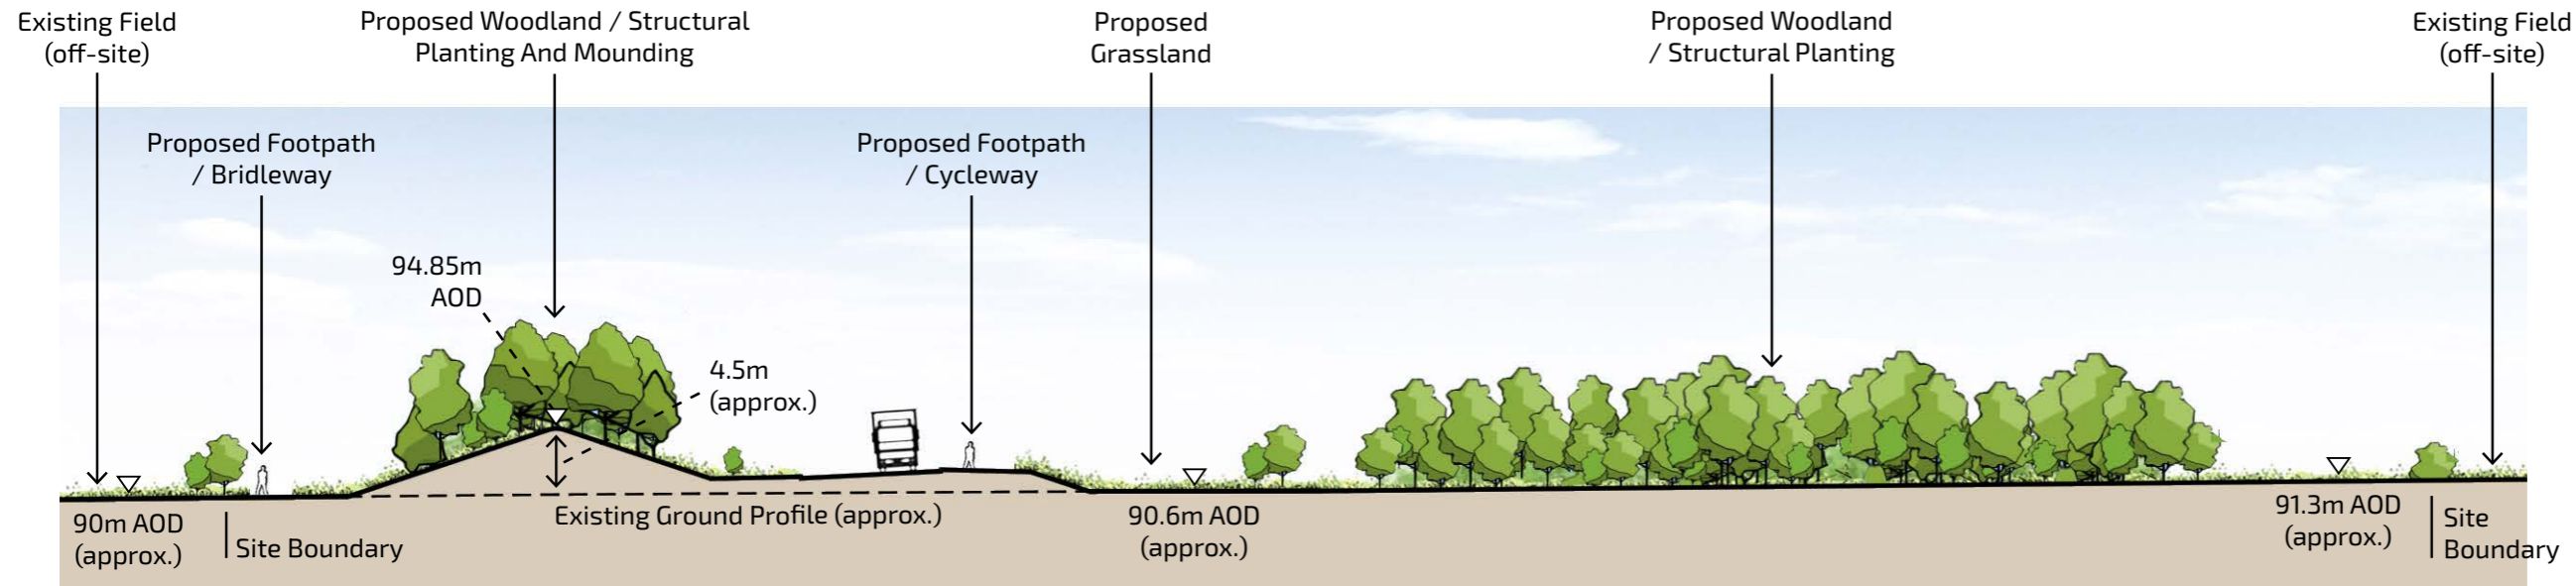 Existing Field
(off-site)
Proposed Woodland / Structural
Planting And Mounding
Proposed
Grassland
Proposed Woodland
/ Structural Planting
Existing Field
(off-site)
Proposed Footpath
/ Bridleway
Proposed Footpath
/ Cycleway
94.85m
AOD
4.5m
(approx.)
90m AOD
(approx.)
Site Boundary
Existing Ground Profile (approx.)
90.6m AOD
(approx.)
91.3m AOD
(approx.)
Site
Boundary